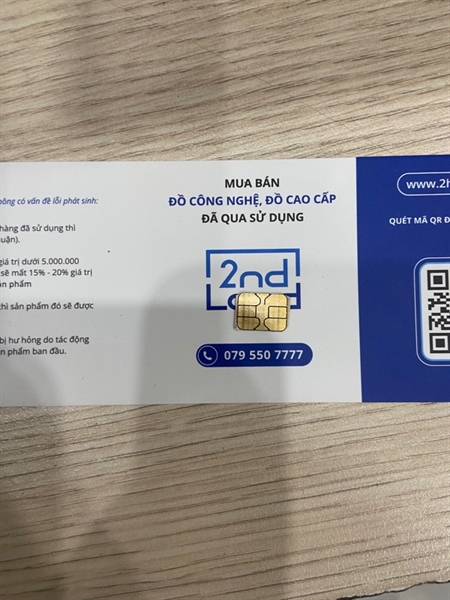 không có vấn đề lỗi phát sinh:
hàng đã sử dụng thì
uận).
giá trị dưới 5.000.000
sẽ mất 15% - 20% giá trị
sản phẩm
thì sản phẩm đó sẽ được
bị hư hỏng do tác động
ản phẩm ban đầu.
MUA BÁN
ĐỒ CÔNG NGHỆ, ĐỒ CAO CẤP
ĐÃ QUA SỬ DỤNG
2nd
079 550 7777
www.2h
QUÉT MÃ QR Đ